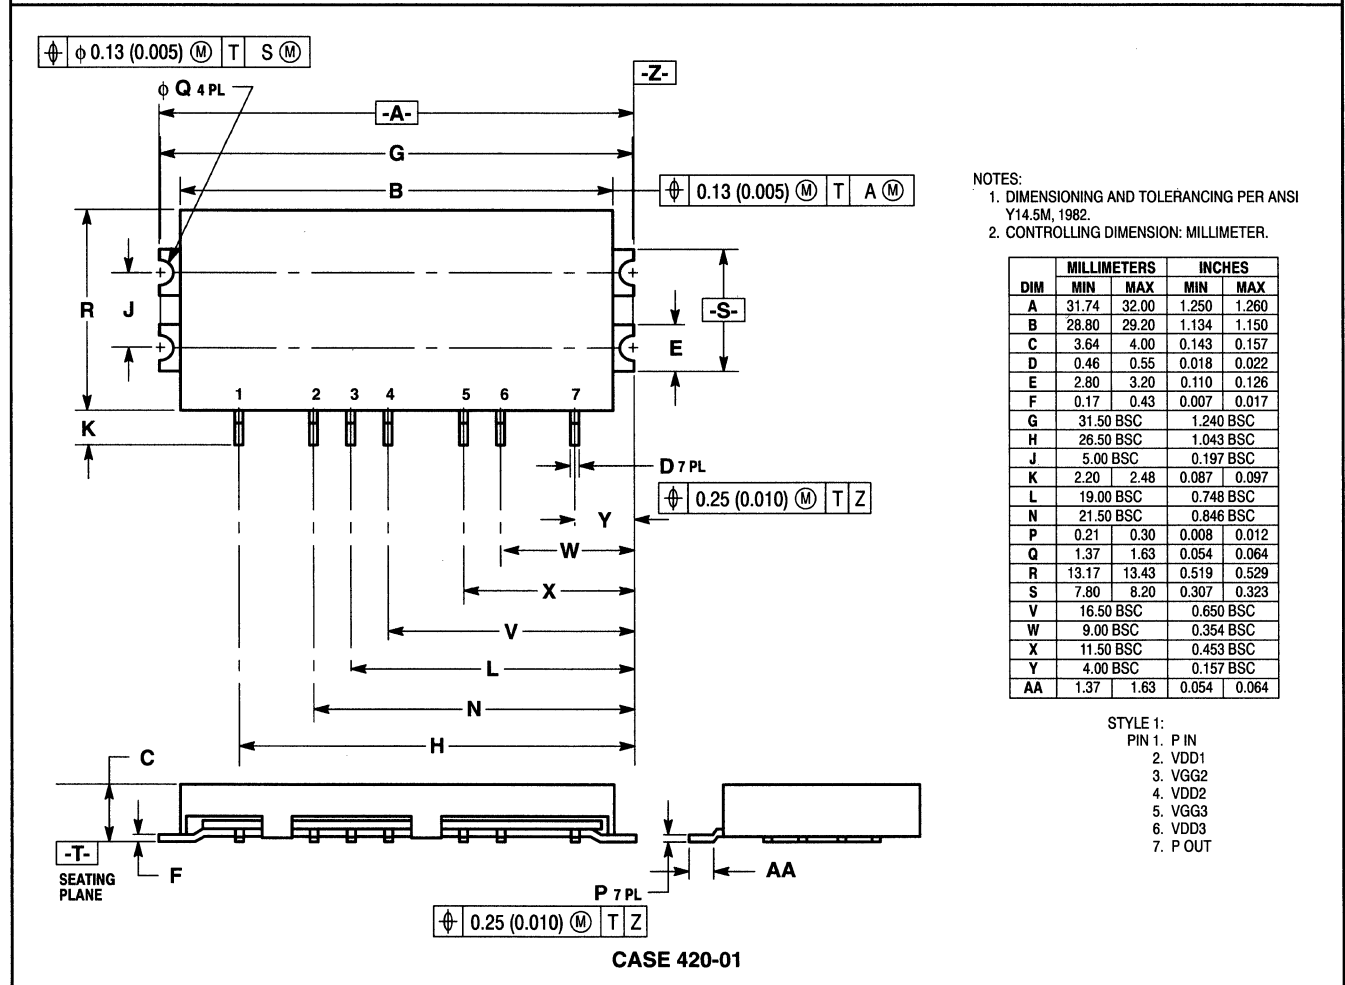 ⌖ ϕ 0.13 (0.005) Ⓜ T S Ⓜ
ϕ Q 4 PL
-Z-
-A-
G
B
⌖ 0.13 (0.005) Ⓜ T A Ⓜ
R
J
-S-
E
K
1 2 3 4 5 6 7
D 7 PL
⌖ 0.25 (0.010) Ⓜ T Z
Y
W
X
V
L
N
H
C
-T-
SEATING
PLANE
F
AA
P 7 PL
⌖ 0.25 (0.010) Ⓜ T Z
CASE 420-01
NOTES:
1. DIMENSIONING AND TOLERANCING PER ANSI
Y14.5M, 1982.
2. CONTROLLING DIMENSION: MILLIMETER.
MILLIMETERS INCHES
DIM MIN MAX MIN MAX
A 31.74 32.00 1.250 1.260
B 28.80 29.20 1.134 1.150
C 3.64 4.00 0.143 0.157
D 0.46 0.55 0.018 0.022
E 2.80 3.20 0.110 0.126
F 0.17 0.43 0.007 0.017
G 31.50 BSC 1.240 BSC
H 26.50 BSC 1.043 BSC
J 5.00 BSC 0.197 BSC
K 2.20 2.48 0.087 0.097
L 19.00 BSC 0.748 BSC
N 21.50 BSC 0.846 BSC
P 0.21 0.30 0.008 0.012
Q 1.37 1.63 0.054 0.064
R 13.17 13.43 0.519 0.529
S 7.80 8.20 0.307 0.323
V 16.50 BSC 0.650 BSC
W 9.00 BSC 0.354 BSC
X 11.50 BSC 0.453 BSC
Y 4.00 BSC 0.157 BSC
AA 1.37 1.63 0.054 0.064
STYLE 1:
PIN 1. P IN
2. VDD1
3. VGG2
4. VDD2
5. VGG3
6. VDD3
7. P OUT